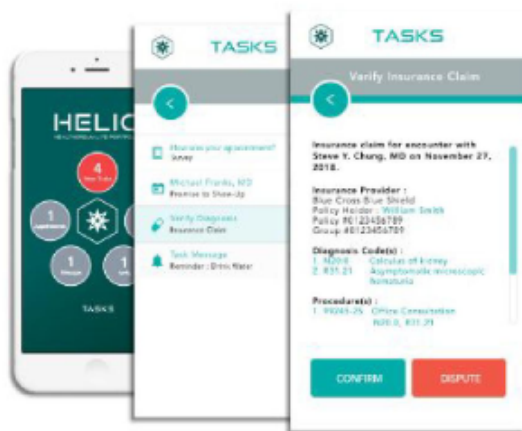 HELIO
4
1
1
1
TASKS
TASKS
How was your appointment?
Survey
Michael Franks, MD
Promise to Show-Up
Verify Diagnosis
Insurance Claim
Task Message
Reminder : Drink Water
TASKS
Verify Insurance Claim
Insurance claim for encounter with
Steve Y. Chung, MD on November 27,
2018.
Insurance Provider :
Blue Cross Blue Shield
Policy Holder : William Smith
Policy #0123456789
Group #0123456789
Diagnosis Code(s) :
1. N20.0 Calculus of kidney
2. R31.21 Asymptomatic microscopic
hematuria
Procedure(s) :
1. 99243-25 Office Consultation
N20.0, R31.21
CONFIRM
DISPUTE